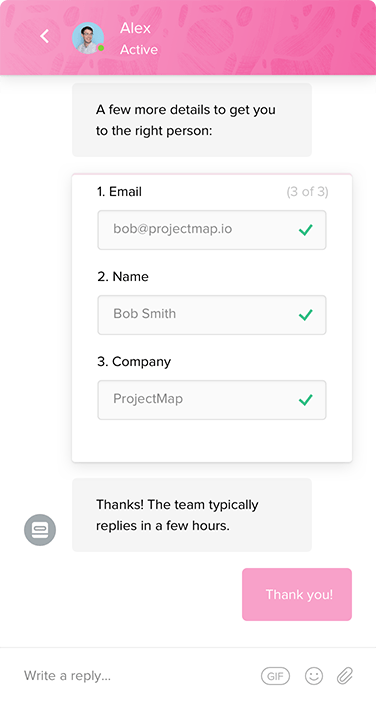 Alex
Active
A few more details to get you
to the right person:
1. Email (3 of 3)
bob@projectmap.io
2. Name
Bob Smith
3. Company
ProjectMap
Thanks! The team typically
replies in a few hours.
Thank you!
Write a reply... GIF